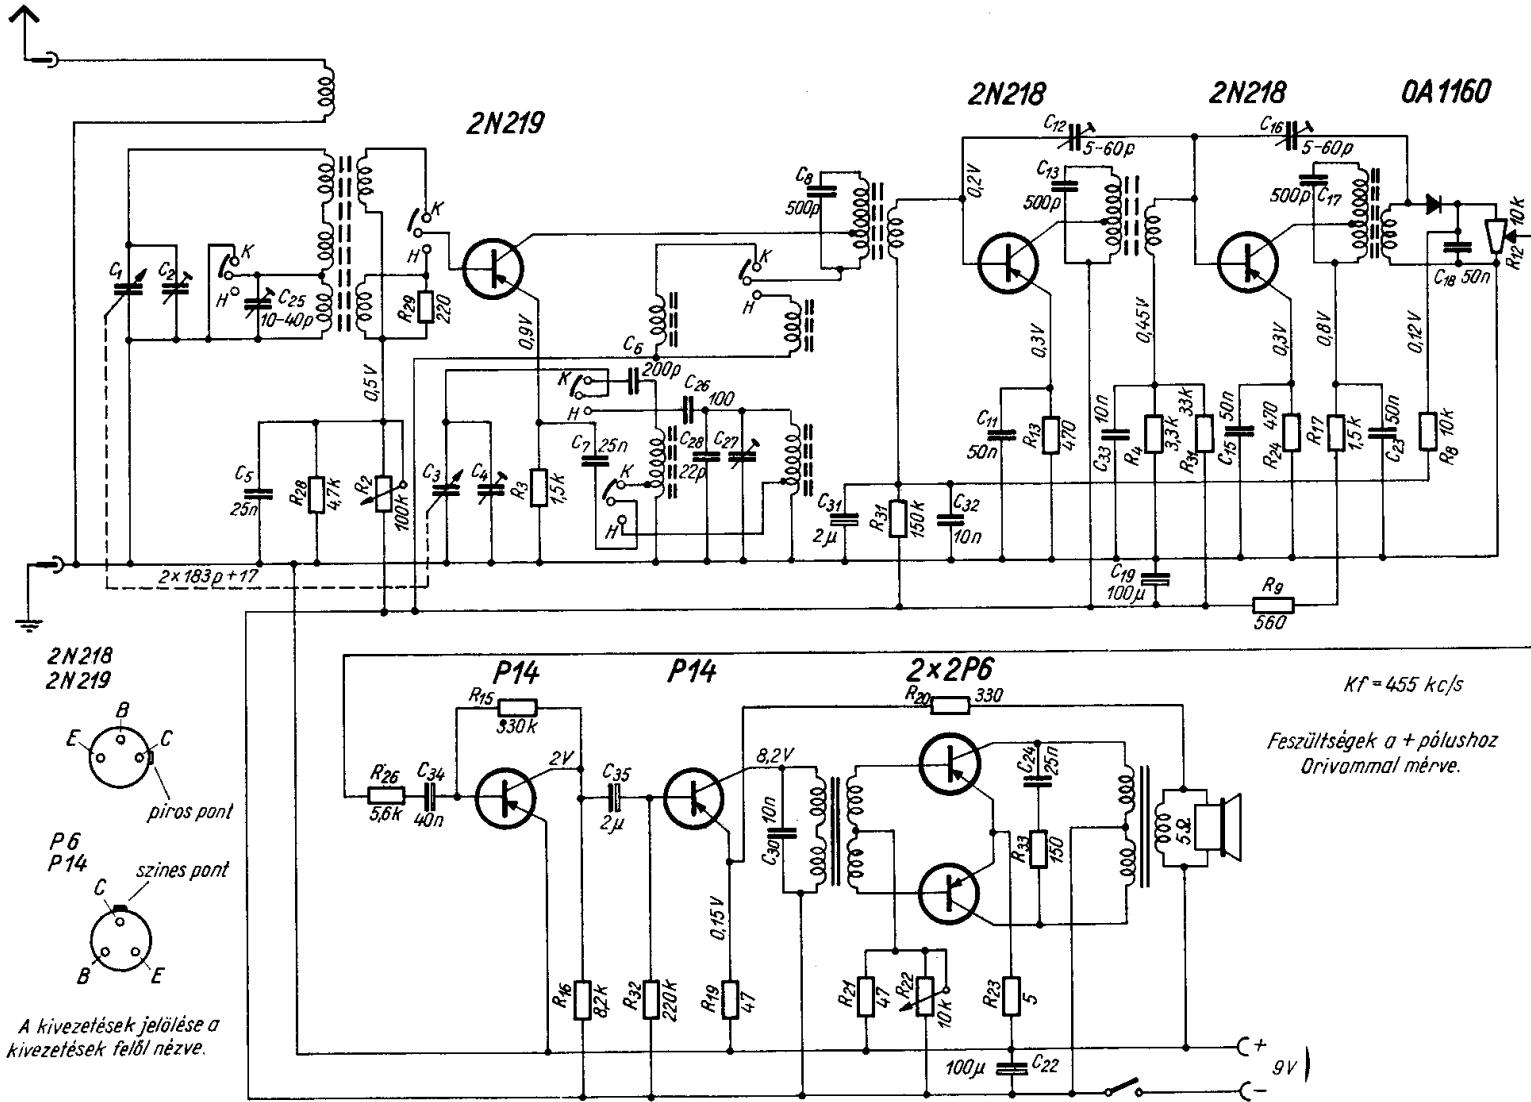 2N219
2N218
2N218
OA1160
C12
5-60p
C16
5-60p
C8
500p
C13
500p
500p
C17
10k
R12
C18 50n
0,2V
K
H
C1
C2
K
H
C25
10-40p
R29
220
K
H
0,5V
0,9V
C6
200p
K
H
C26
100
C7
25n
C28
22p
C27
K
H
0,3V
0,45V
0,3V
0,8V
0,12V
C5
25n
R28
4,7k
R2
100k
C3
C4
R3
1,5k
C31
2µ
R31
150k
C32
10n
C11
50n
R13
470
C33
10n
R4
3,3k
R31
33k
C15
50n
R24
470
R17
1,5k
C23
50n
R8
10k
2×183p+17
C19
100µ
R9
560
2N218
2N219
B
E
C
piros pont
P6
P14
szines pont
C
B
E
A kivezetések jelölése a
kivezetések felől nézve.
P14
P14
2×2P6
R15
330k
R20
330
Kf = 455 kc/s
Feszültségek a + pólushoz
Orivommal mérve.
R26
5,6k
C34
40n
2V
C35
2µ
8,2V
C30
10n
C24
25n
R33
150
5Ω
0,15V
R16
8,2k
R32
220k
R19
47
R21
47
R22
10k
R23
5
100µ
C22
+
9V
-